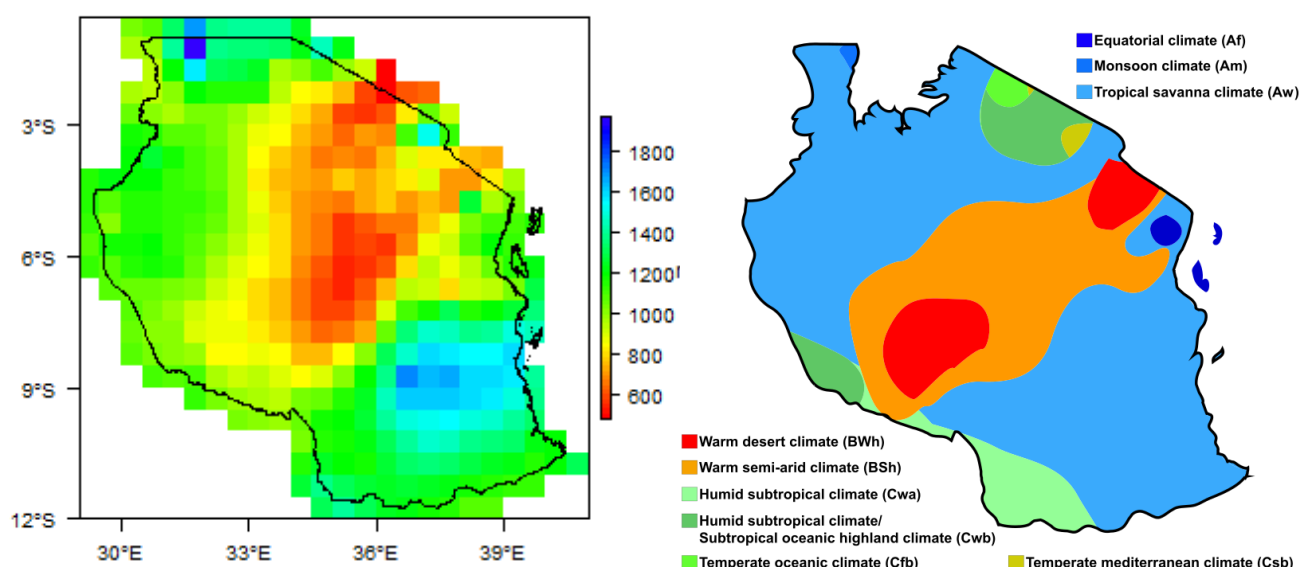 3°S
6°S
9°S
12°S
30°E
33°E
36°E
39°E
1800
1600
1400
1200
1000
800
600
Equatorial climate (Af)
Monsoon climate (Am)
Tropical savanna climate (Aw)
Warm desert climate (BWh)
Warm semi-arid climate (BSh)
Humid subtropical climate (Cwa)
Humid subtropical climate/
Subtropical oceanic highland climate (Cwb)
Temperate oceanic climate (Cfb)
Temperate mediterranean climate (Csb)